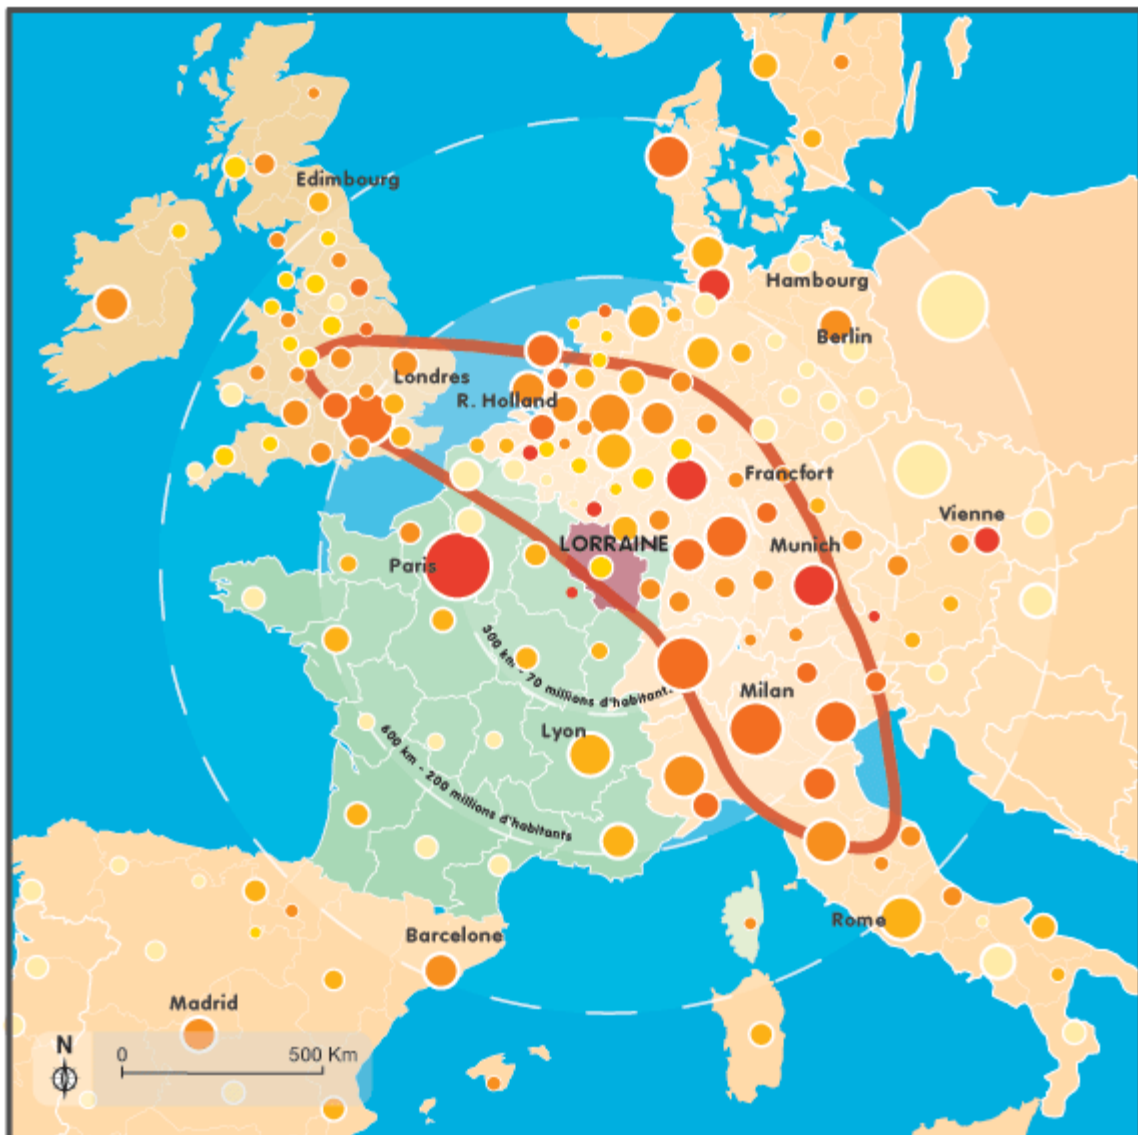 Edimbourg
Hambourg
Berlin
Londres
R. Holland
Francfort
Vienne
LORRAINE
Munich
Paris
300 km - 70 millions d'habitant.
Milan
Lyon
600 km - 200 millions d'habitants
Rome
Barcelone
Madrid
N
0 500 Km